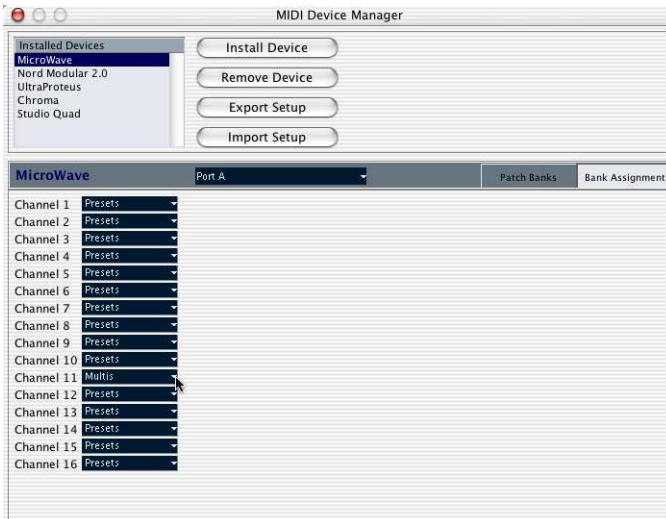 MIDI Device Manager
Installed Devices
MicroWave
Nord Modular 2.0
UltraProteus
Chroma
Studio Quad
Install Device
Remove Device
Export Setup
Import Setup
MicroWave Port A Patch Banks Bank Assignment
Channel 1 Presets
Channel 2 Presets
Channel 3 Presets
Channel 4 Presets
Channel 5 Presets
Channel 6 Presets
Channel 7 Presets
Channel 8 Presets
Channel 9 Presets
Channel 10 Presets
Channel 11 Multis
Channel 12 Presets
Channel 13 Presets
Channel 14 Presets
Channel 15 Presets
Channel 16 Presets